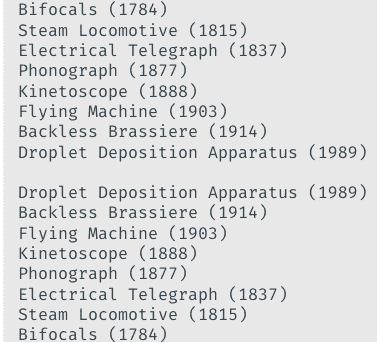 Bifocals (1784)
Steam Locomotive (1815)
Electrical Telegraph (1837)
Phonograph (1877)
Kinetoscope (1888)
Flying Machine (1903)
Backless Brassiere (1914)
Droplet Deposition Apparatus (1989)

Droplet Deposition Apparatus (1989)
Backless Brassiere (1914)
Flying Machine (1903)
Kinetoscope (1888)
Phonograph (1877)
Electrical Telegraph (1837)
Steam Locomotive (1815)
Bifocals (1784)